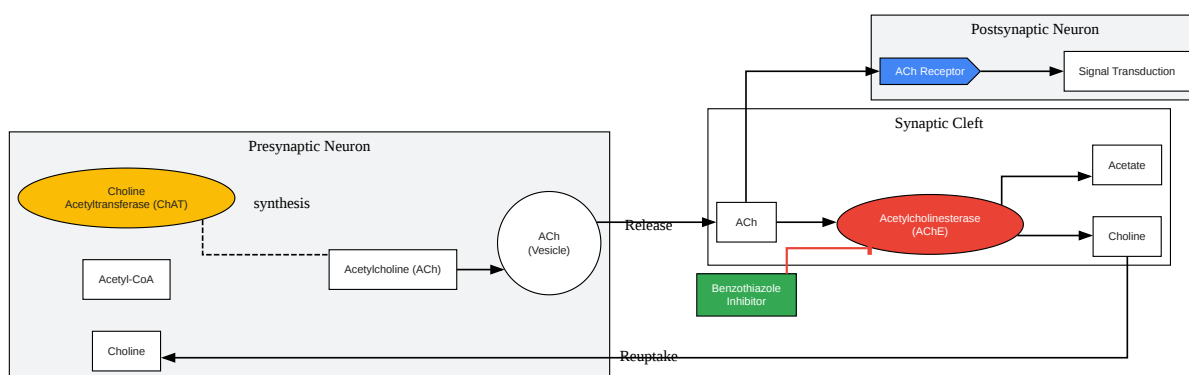 Postsynaptic Neuron
ACh Receptor
Signal Transduction
Synaptic Cleft
Presynaptic Neuron
Acetate
Choline
Acetyltransferase (ChAT)
synthesis
ACh
(Vesicle)
Release
ACh
Acetylcholinesterase
(AChE)
Choline
Acetylcholine (ACh)
Acetyl-CoA
Benzothiazole
Inhibitor
Choline
Reuptake